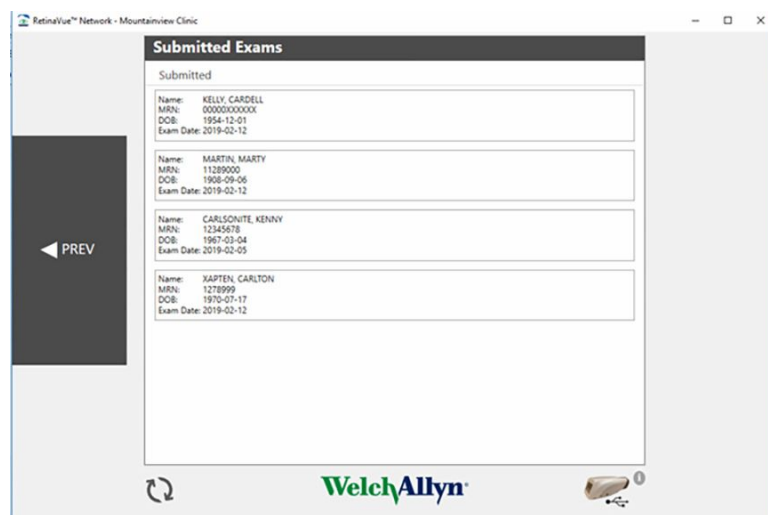 RetinaVue™ Network - Mountainview Clinic
Submitted Exams
Submitted
Name: KELLY, CARDELL
MRN: 00000XXXXXX
DOB: 1954-12-01
Exam Date: 2019-02-12
Name: MARTIN, MARTY
MRN: 11289000
DOB: 1908-09-06
Exam Date: 2019-02-12
Name: CARLSONITE, KENNY
MRN: 12345678
DOB: 1967-03-04
Exam Date: 2019-02-05
Name: XAPTEN, CARLTON
MRN: 1278999
DOB: 1970-07-17
Exam Date: 2019-02-12
PREV
WelchAllyn®